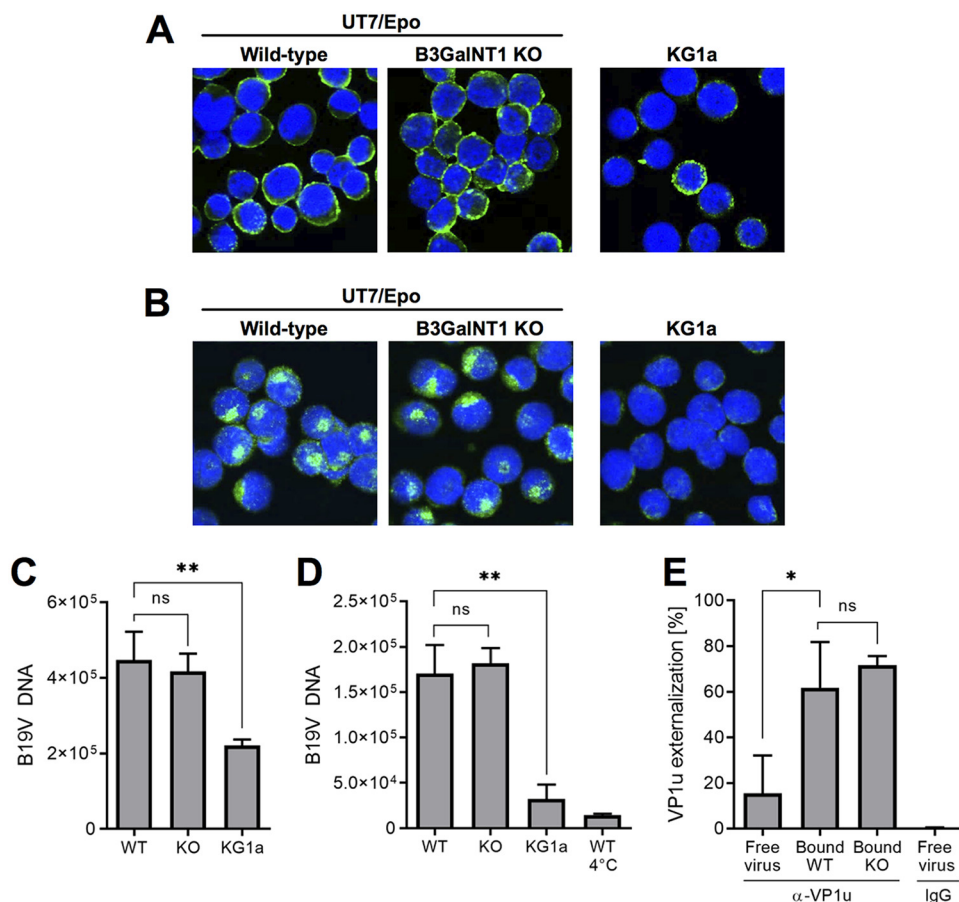 A
UT7/Epo
Wild-type B3GalNT1 KO KG1a
B
UT7/Epo
Wild-type B3GalNT1 KO KG1a
C
**
ns
6×10⁵
4×10⁵
2×10⁵
0
B19V DNA
WT KO KG1a
D
**
ns
2.5×10⁵
2.0×10⁵
1.5×10⁵
1.0×10⁵
5.0×10⁴
0
B19V DNA
WT KO KG1a WT
4°C
E
*
ns
100
80
60
40
20
0
VP1u externalization [%]
Free Bound Bound Free
virus WT KO virus
α-VP1u IgG